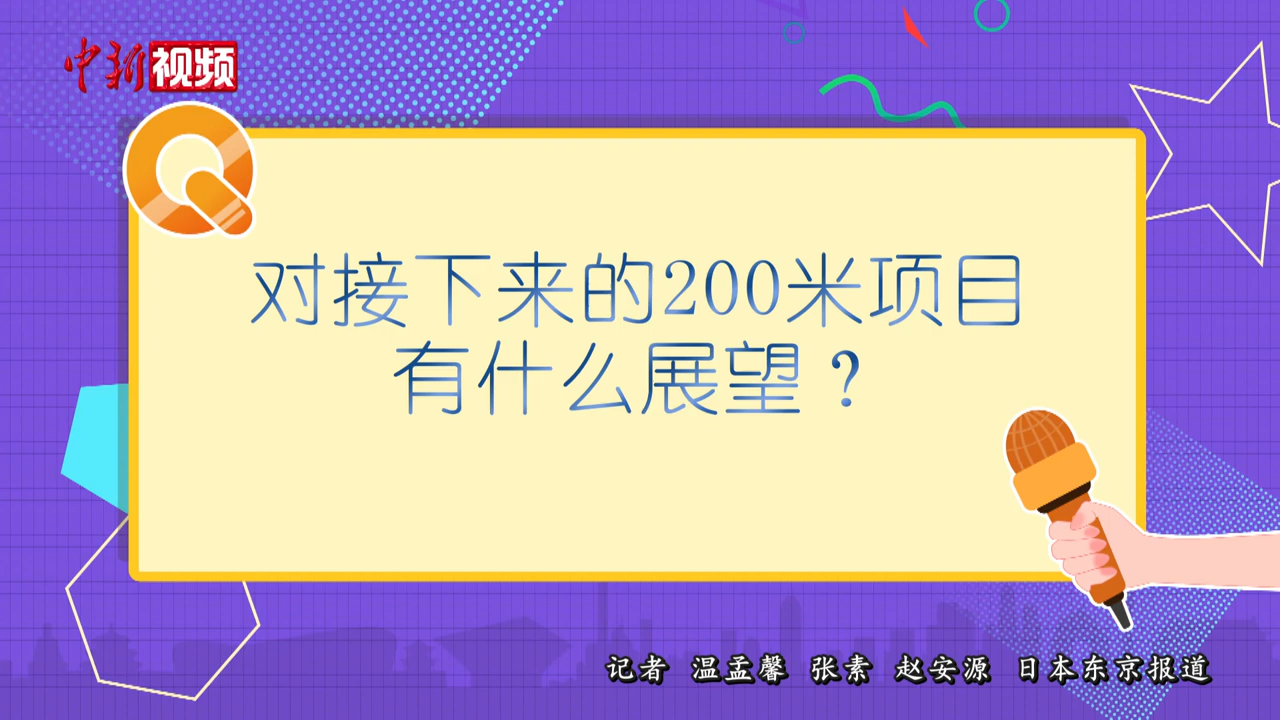 中新视频
Q
对接下来的200米项目
有什么展望？
记者 温孟馨 张素 赵安源 日本东京报道